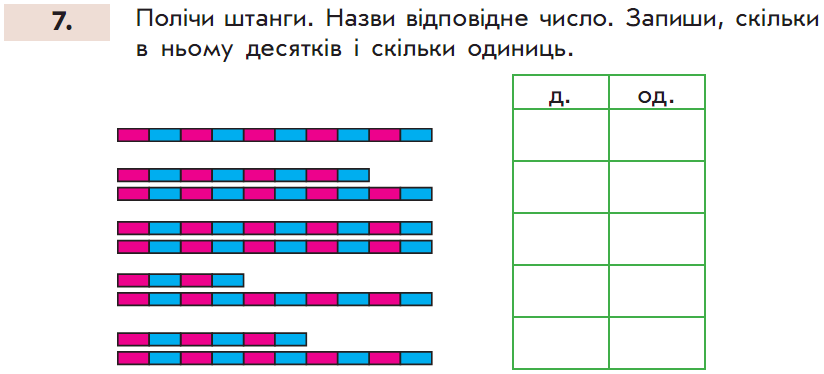 7.
Полічи штанги. Назви відповідне число. Запиши, скільки
в ньому десятків і скільки одиниць.
д. од.